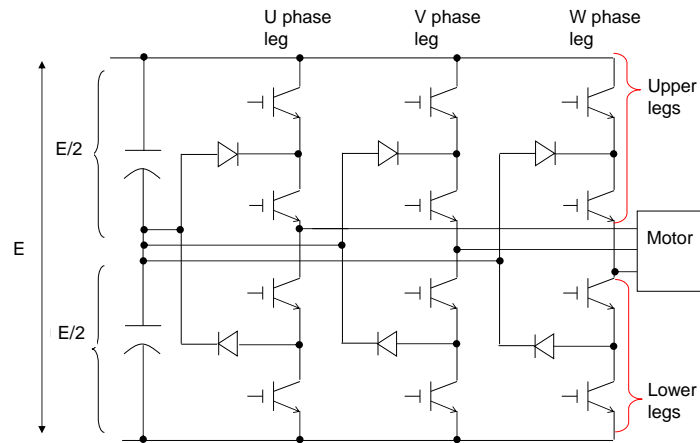 U phase
leg
V phase
leg
W phase
leg
Upper
legs
E/2
Motor
E
E/2
Lower
legs